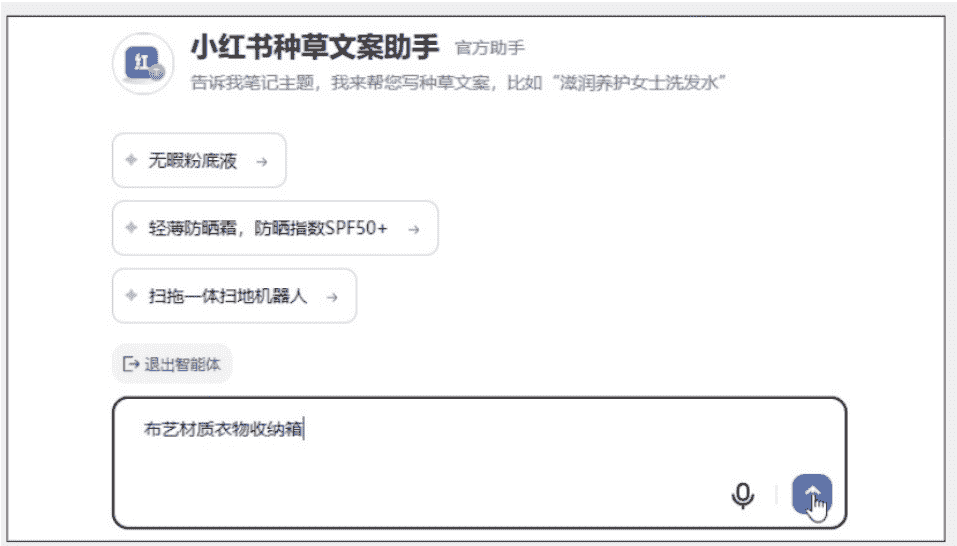 红
小红书种草文案助手 官方助手
告诉我笔记主题，我来帮您写种草文案，比如“滋润养护女士洗发水”
无暇粉底液 →
轻薄防晒霜，防晒指数SPF50+ →
扫拖一体扫地机器人 →
退出智能体
布艺材质衣物收纳箱